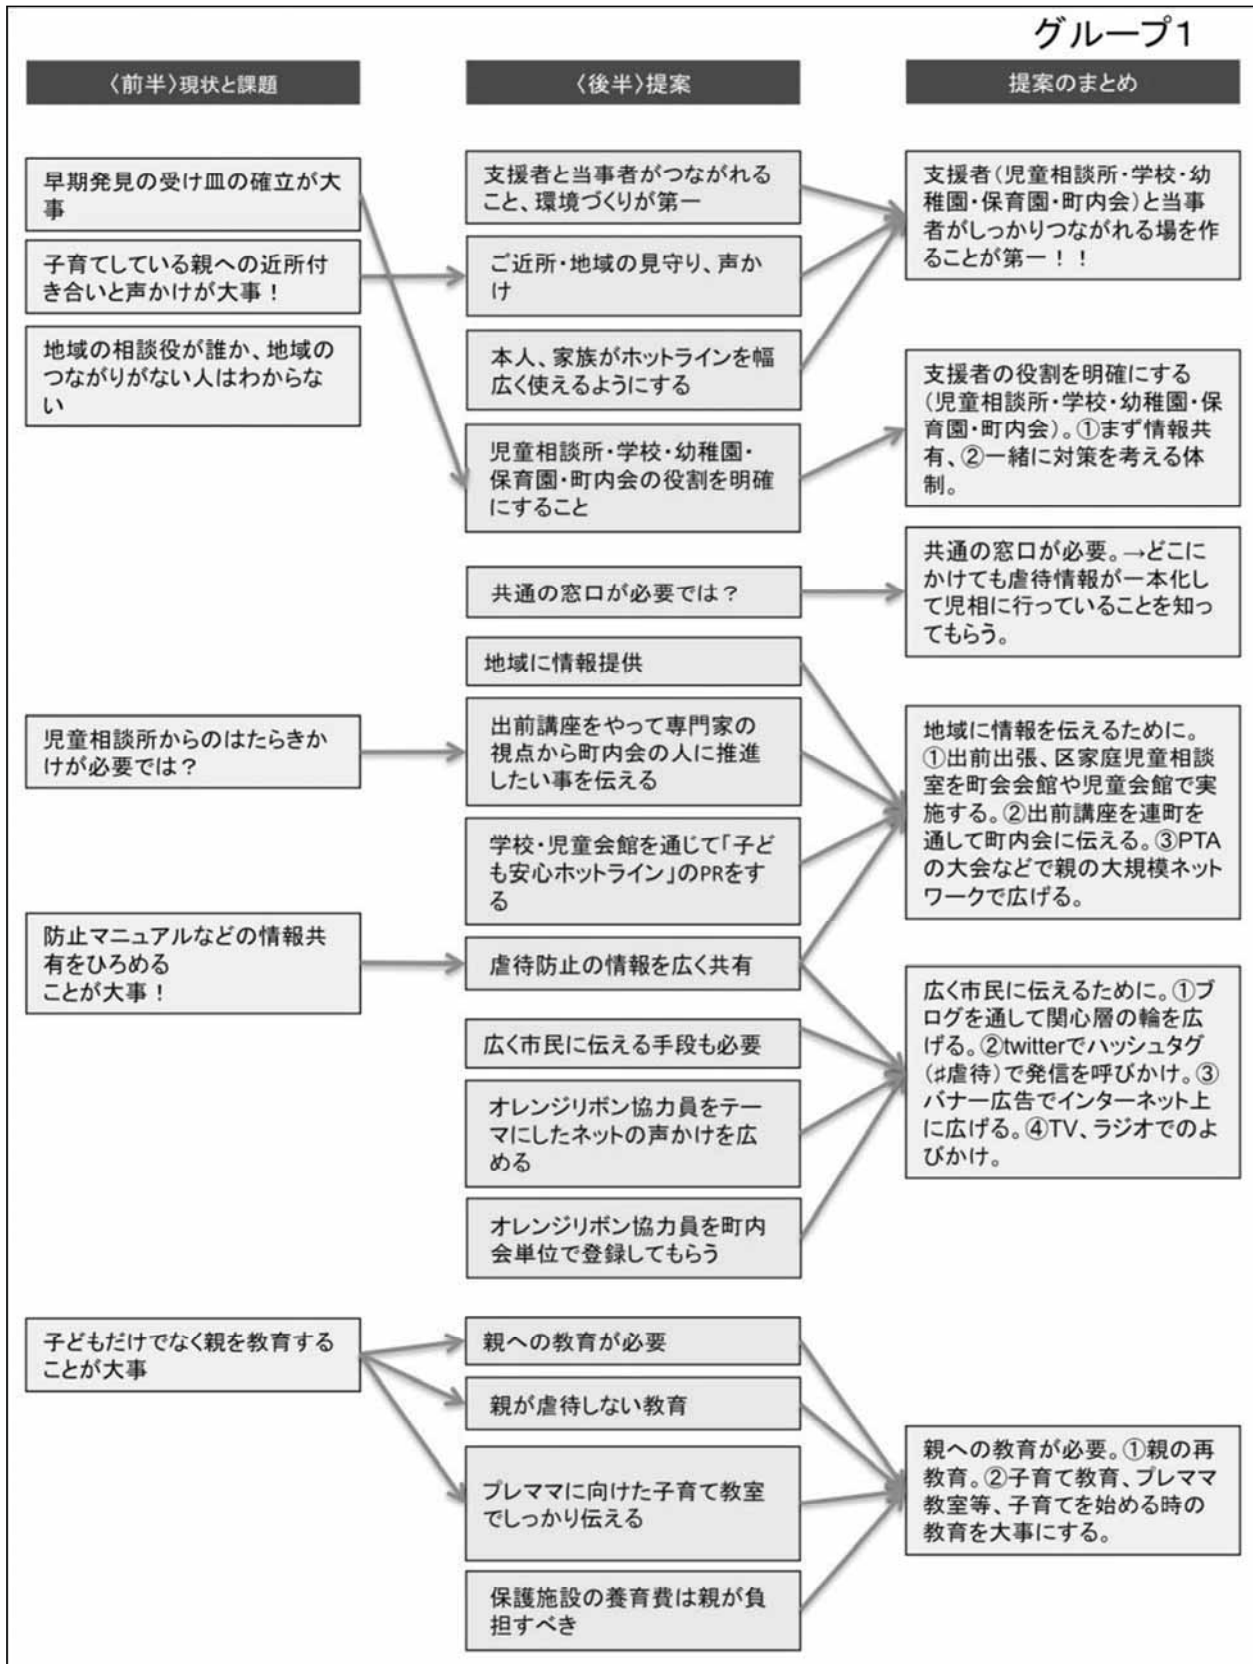 グループ1
〈前半〉現状と課題
〈後半〉提案
提案のまとめ
早期発見の受け皿の確立が大
事
子育てしている親への近所付
き合いと声かけが大事！
地域の相談役が誰か、地域の
つながりがない人はわからな
い
児童相談所からのはたらきか
けが必要では？
防止マニュアルなどの情報共
有をひろめる
ことが大事！
子どもだけでなく親を教育する
ことが大事
支援者と当事者がつながれる
こと、環境づくりが第一
ご近所・地域の見守り、声か
け
本人、家族がホットラインを幅
広く使えるようにする
児童相談所・学校・幼稚園・
保育園・町内会の役割を明確
にすること
共通の窓口が必要では？
地域に情報提供
出前講座をやって専門家の
視点から町内会の人に推進
したい事を伝える
学校・児童会館を通じて「子ど
も安心ホットライン」のPRをす
る
虐待防止の情報を広く共有
広く市民に伝える手段も必要
オレンジリボン協力員をテー
マにしたネットの声かけを広
める
オレンジリボン協力員を町内
会単位で登録してもらう
親への教育が必要
親が虐待しない教育
プレママに向けた子育て教室
でしっかり伝える
保護施設の養育費は親が負
担すべき
支援者（児童相談所・学校・幼
稚園・保育園・町内会）と当事
者がしっかりつながれる場を作
ることが第一！！
支援者の役割を明確にする
（児童相談所・学校・幼稚園・保
育園・町内会）。①まず情報共
有、②一緒に対策を考える体
制。
共通の窓口が必要。→どこに
かけても虐待情報が一本化し
て児相に行っていることを知っ
てもらう。
地域に情報を伝えるために。
①出前出張、区家庭児童相談
室を町会会館や児童会館で実
施する。②出前講座を連町を
通して町内会に伝える。③PTA
の大会などで親の大規模ネット
ワークで広げる。
広く市民に伝えるために。①ブ
ログを通して関心層の輪を広
げる。②twitterでハッシュタグ
（♯虐待）で発信を呼びかけ。③
バナー広告でインターネット上
に広げる。④TV、ラジオでのよ
びかけ。
親への教育が必要。①親の再
教育。②子育て教育、プレママ
教室等、子育てを始める時の
教育を大事にする。